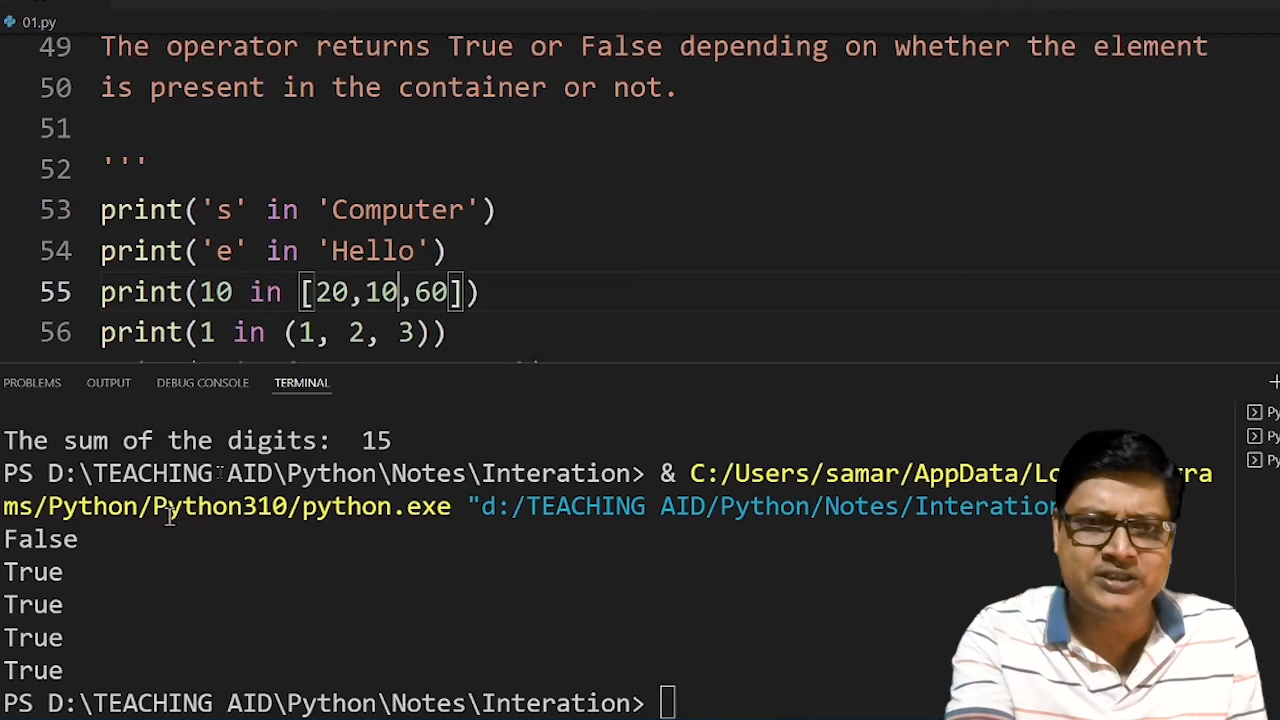 01.py
49 The operator returns True or False depending on whether the element
50 is present in the container or not.
51
52 '''
53 print('s' in 'Computer')
54 print('e' in 'Hello')
55 print(10 in [20,10,60])
56 print(1 in (1, 2, 3))
PROBLEMS OUTPUT DEBUG CONSOLE TERMINAL
The sum of the digits:  15
PS D:\TEACHING AID\Python\Notes\Interation> & C:/Users/samar/AppData/
ms/Python/Python310/python.exe "d:/TEACHING AID/Python/Notes/Interation
False
True
True
True
True
PS D:\TEACHING AID\Python\Notes\Interation>
Py
Py
Py